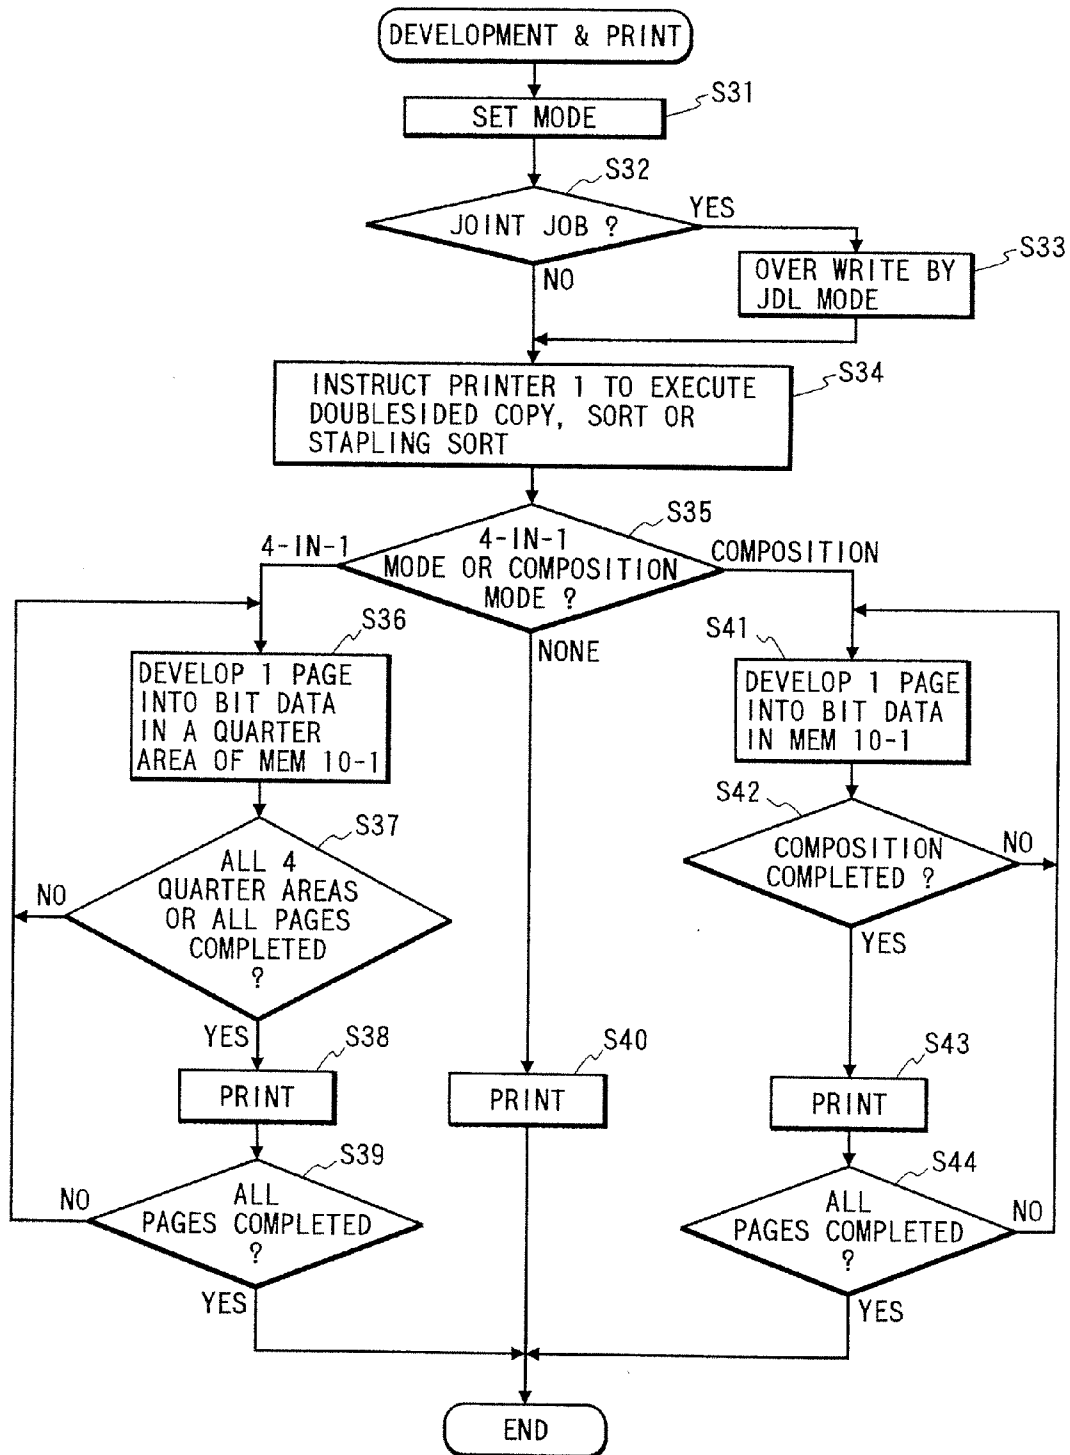 DEVELOPMENT & PRINT
S31
SET MODE
S32
JOINT JOB ?
YES
NO
S33
OVER WRITE BY
JDL MODE
S34
INSTRUCT PRINTER 1 TO EXECUTE
DOUBLESIDED COPY, SORT OR
STAPLING SORT
S35
4-IN-1
4-IN-1
MODE OR COMPOSITION
MODE ?
COMPOSITION
NONE
S36
DEVELOP 1 PAGE
INTO BIT DATA
IN A QUARTER
AREA OF MEM 10-1
S37
ALL 4
QUARTER AREAS
OR ALL PAGES
COMPLETED
?
NO
YES
S38
PRINT
S39
ALL
PAGES COMPLETED
?
NO
YES
S40
PRINT
S41
DEVELOP 1 PAGE
INTO BIT DATA
IN MEM 10-1
S42
COMPOSITION
COMPLETED ?
NO
YES
S43
PRINT
S44
ALL
PAGES COMPLETED
?
NO
YES
END